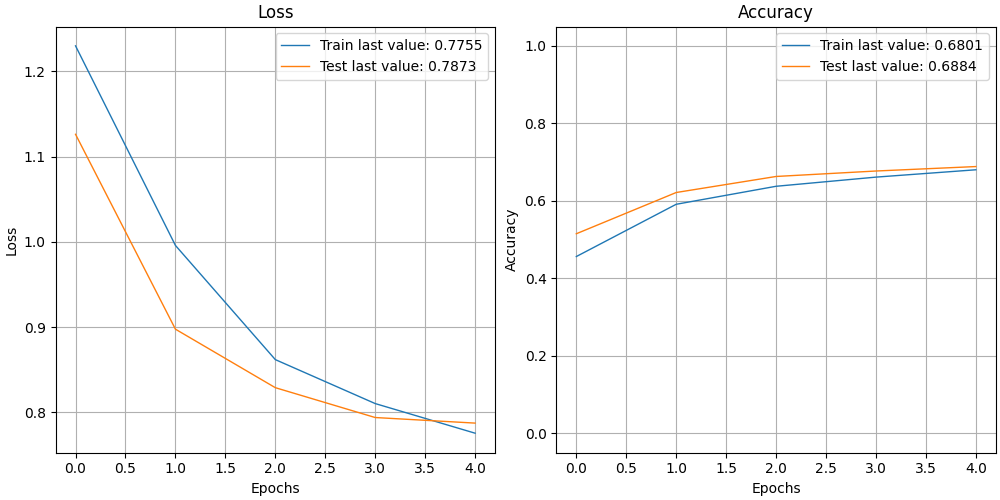 Loss
Train last value: 0.7755
Test last value: 0.7873
1.2
1.1
1.0
0.9
0.8
Loss
0.0 0.5 1.0 1.5 2.0 2.5 3.0 3.5 4.0
Epochs
Accuracy
Train last value: 0.6801
Test last value: 0.6884
1.0
0.8
0.6
0.4
0.2
0.0
Accuracy
0.0 0.5 1.0 1.5 2.0 2.5 3.0 3.5 4.0
Epochs